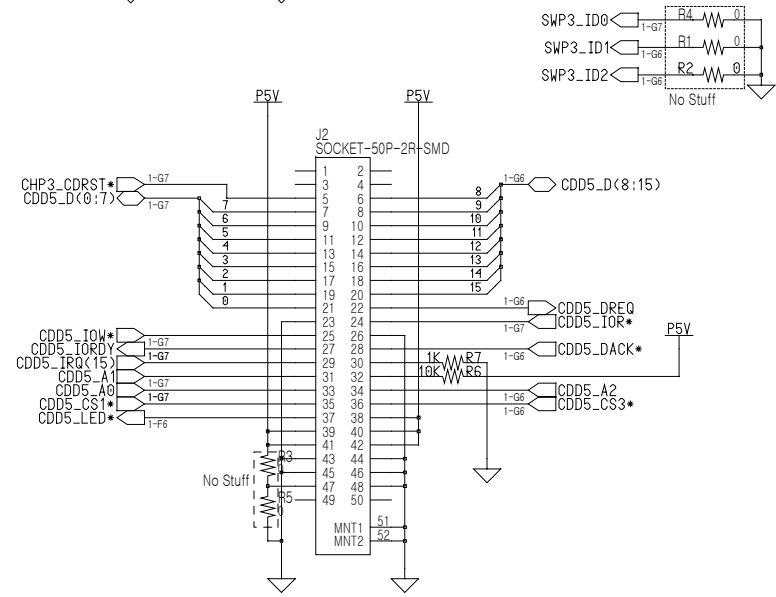 SWP3_ID0 1-G7 R4 0
SWP3_ID1 1-G6 R1 0
SWP3_ID2 1-G6 R2 0
No Stuff
P5V P5V
J2
SOCKET-50P-2R-SMD
1 2
3 4
CHP3_CDRST* 1-G7 5 6 8 1-G6 CDD5_D(8:15)
CDD5_D(0:7) 1-G7 7 7 8 9
6 9 10 10
5 11 12 11
4 13 14 12
3 15 16 13
2 17 18 14
1 19 20 15
0 21 22 1-G6 CDD5_DREQ
23 24 1-G7 CDD5_IOR*
CDD5_IOW* 25 26 P5V
CDD5_IORDY 1-G7 27 28 1-G6 CDD5_DACK*
CDD5_IRQ(15) 1-G7 29 30 1K R7
CDD5_A1 31 32 10K R6
CDD5_A0 1-G7 33 34 CDD5_A2
CDD5_CS1* 1-G7 35 36 1-G6 CDD5_CS3*
1-G6
CDD5_LED* 1-F6 37 38
39 40
41 42
R3 0 43 44
No Stuff 45 46
47 48
R5 0 49 50
MNT1 51
MNT2 52